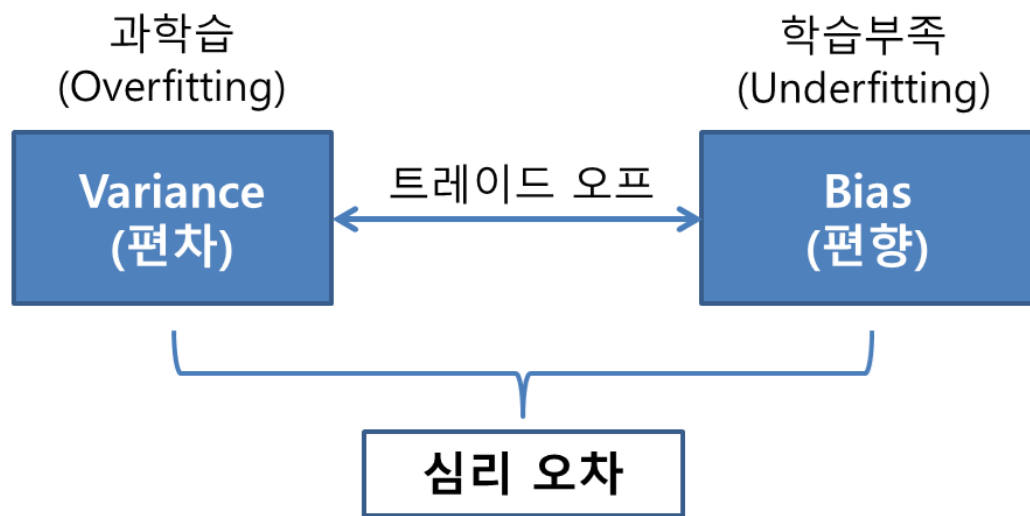 과학습
(Overfitting)
학습부족
(Underfitting)
Variance
(편차)
트레이드 오프
Bias
(편향)
심리 오차